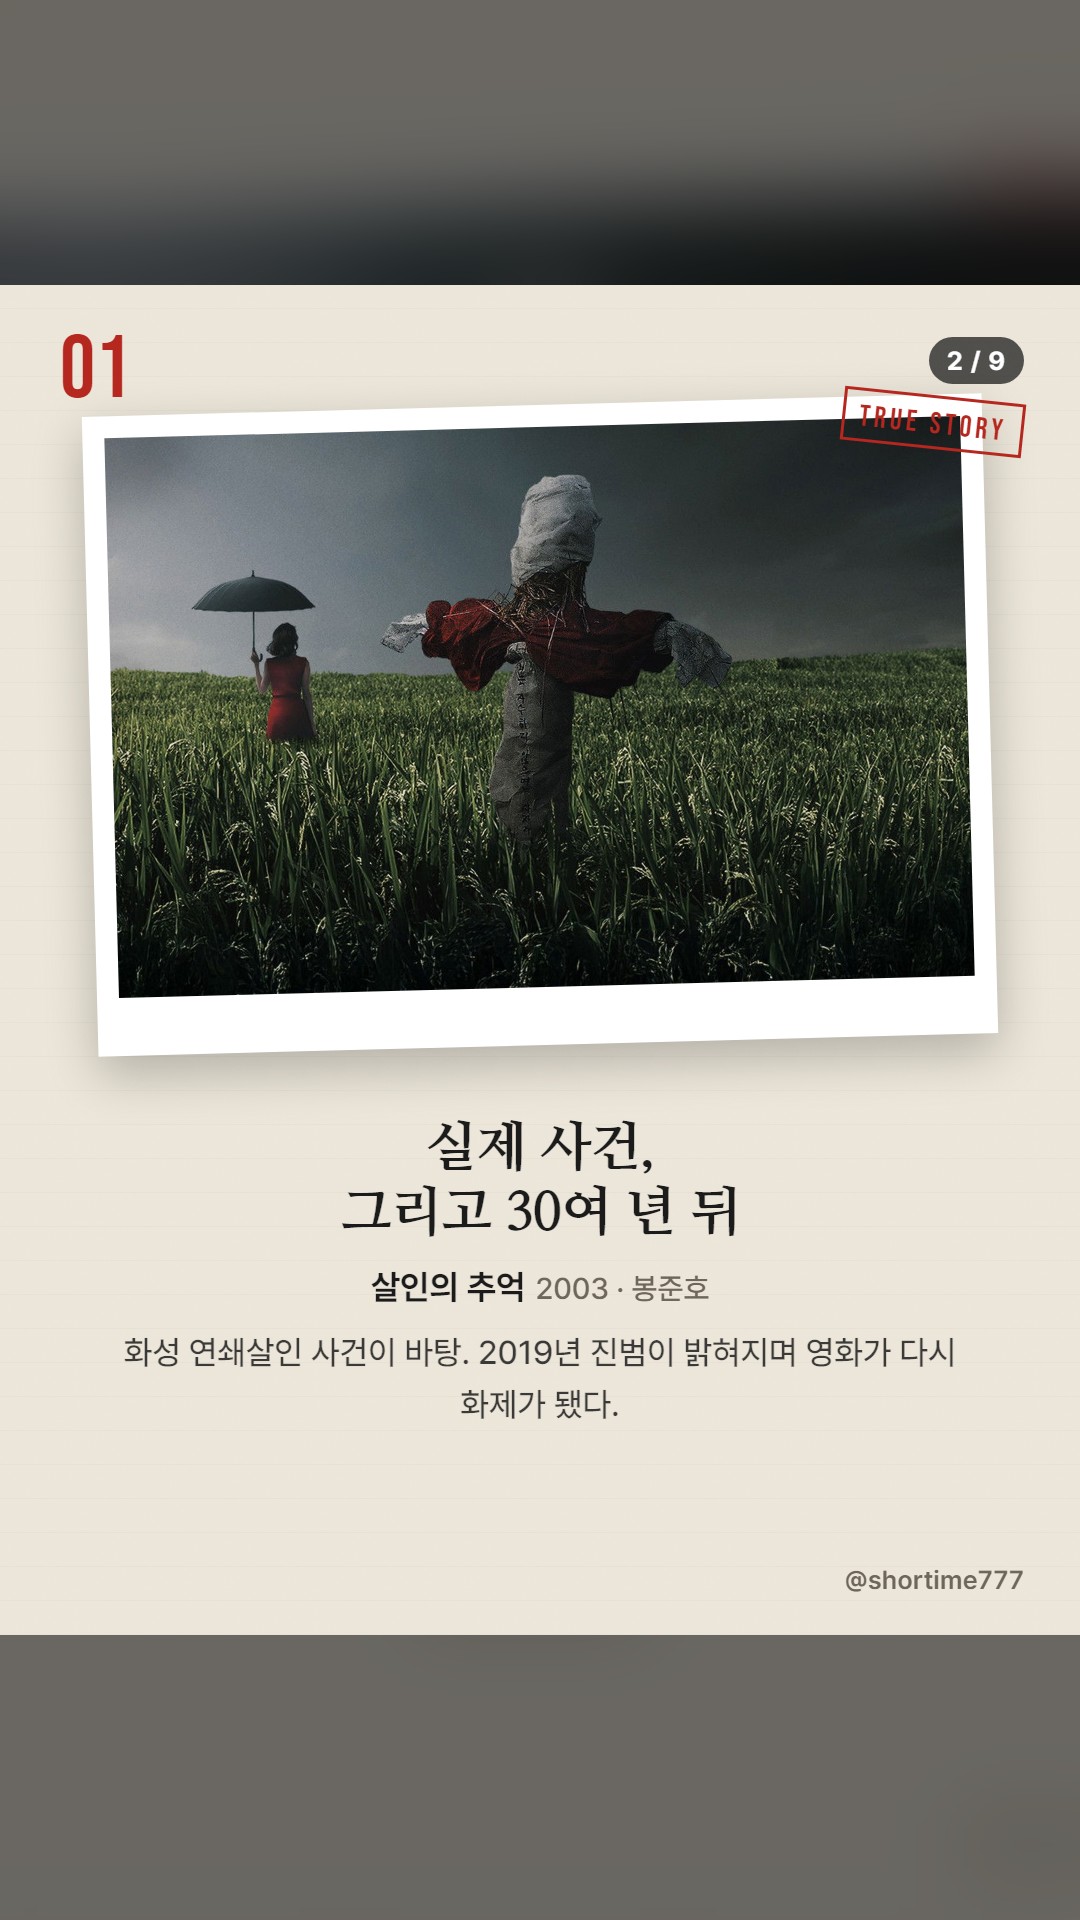 01
2 / 9
TRUE STORY
실제 사건,
그리고 30여 년 뒤
살인의 추억 2003 · 봉준호
화성 연쇄살인 사건이 바탕. 2019년 진범이 밝혀지며 영화가 다시
화제가 됐다.
@shortime777